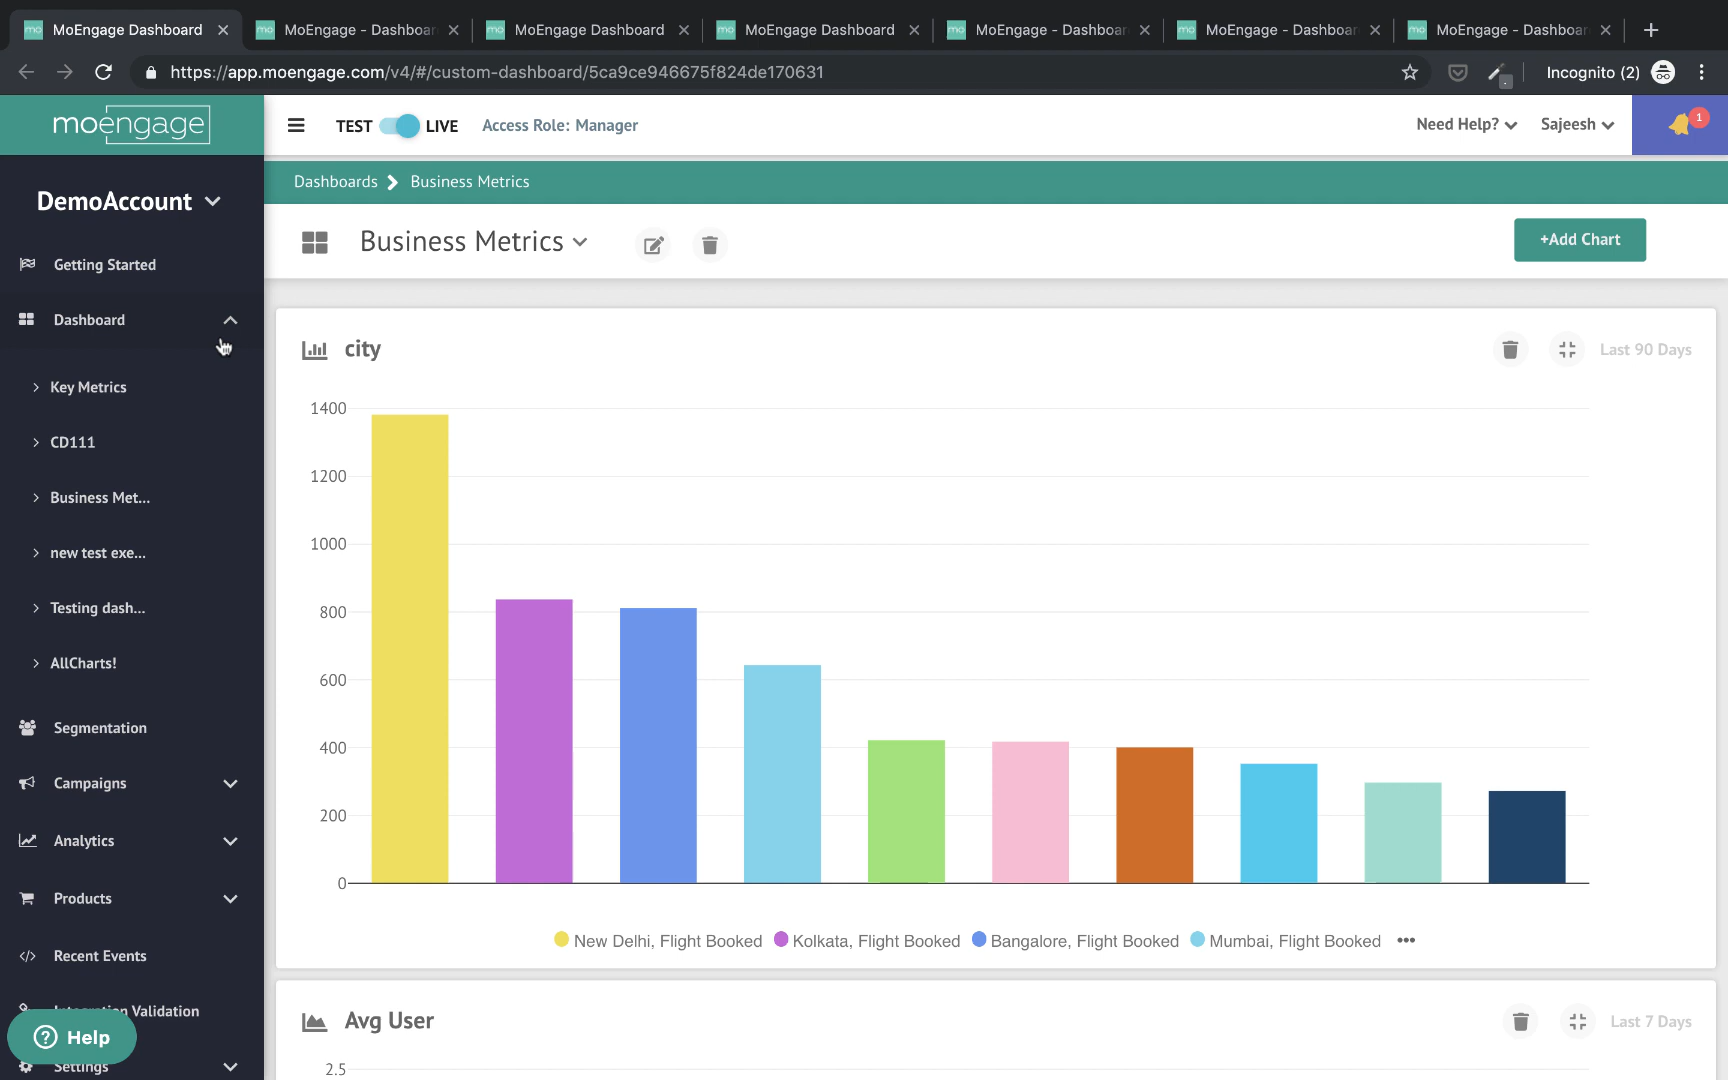 MoEngage Dashboard
MoEngage - Dashboar
MoEngage Dashboard
MoEngage Dashboard
MoEngage - Dashboar
MoEngage - Dashboar
MoEngage - Dashboar
https://app.moengage.com/v4/#/custom-dashboard/5ca9ce946675f824de170631
Incognito (2)
moengage
TEST
LIVE
Access Role: Manager
Need Help?
Sajeesh
1
DemoAccount
Dashboards
Business Metrics
Business Metrics
+Add Chart
Getting Started
Dashboard
Key Metrics
CD111
Business Met...
new test exe...
Testing dash...
AllCharts!
Segmentation
Campaigns
Analytics
Products
Recent Events
Validation
Help
Settings
city
Last 90 Days
1400
1200
1000
800
600
400
200
0
New Delhi, Flight Booked
Kolkata, Flight Booked
Bangalore, Flight Booked
Mumbai, Flight Booked
•••
Avg User
Last 7 Days
2.5